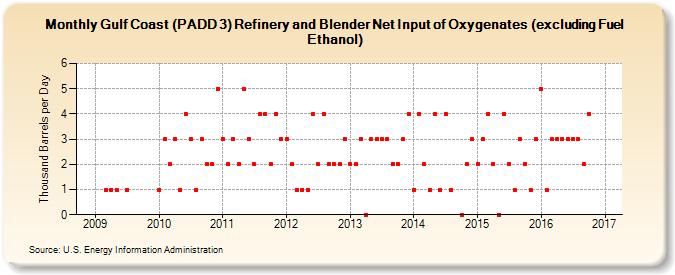 Monthly Gulf Coast (PADD 3) Refinery and Blender Net Input of Oxygenates (excluding Fuel
Ethanol)
Thousand Barrels per Day
6
5
4
3
2
1
0
2009 2010 2011 2012 2013 2014 2015 2016 2017
Source: U.S. Energy Information Administration